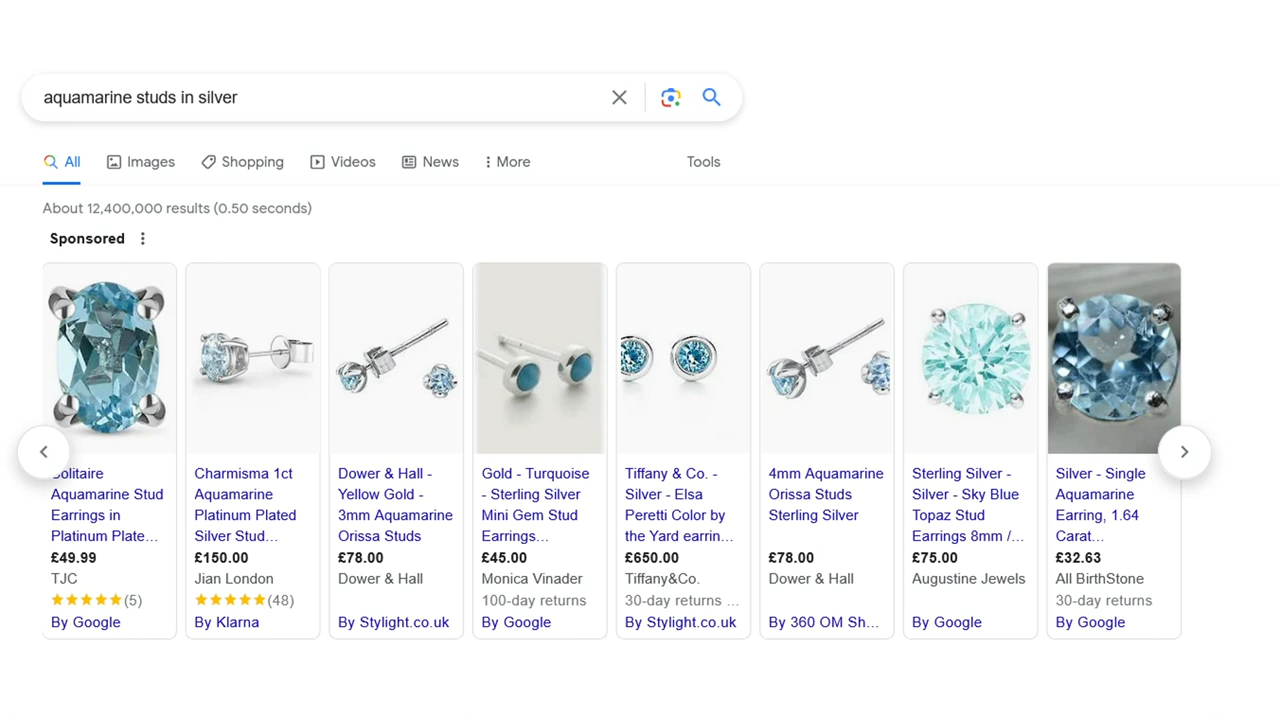 aquamarine studs in silver
All Images Shopping Videos News More Tools
About 12,400,000 results (0.50 seconds)
Sponsored
Solitaire
Aquamarine Stud
Earrings in
Platinum Plate...
£49.99
TJC
(5)
By Google
Charmisma 1ct
Aquamarine
Platinum Plated
Silver Stud...
£150.00
Jian London
(48)
By Klarna
Dower & Hall -
Yellow Gold -
3mm Aquamarine
Orissa Studs
£78.00
Dower & Hall
By Stylight.co.uk
Gold - Turquoise
- Sterling Silver
Mini Gem Stud
Earrings...
£45.00
Monica Vinader
100-day returns
By Google
Tiffany & Co. -
Silver - Elsa
Peretti Color by
the Yard earrin...
£650.00
Tiffany&Co.
30-day returns ...
By Stylight.co.uk
4mm Aquamarine
Orissa Studs
Sterling Silver
£78.00
Dower & Hall
By 360 OM Sh...
Sterling Silver -
Silver - Sky Blue
Topaz Stud
Earrings 8mm /...
£75.00
Augustine Jewels
By Google
Silver - Single
Aquamarine
Earring, 1.64
Carat...
£32.63
All BirthStone
30-day returns
By Google